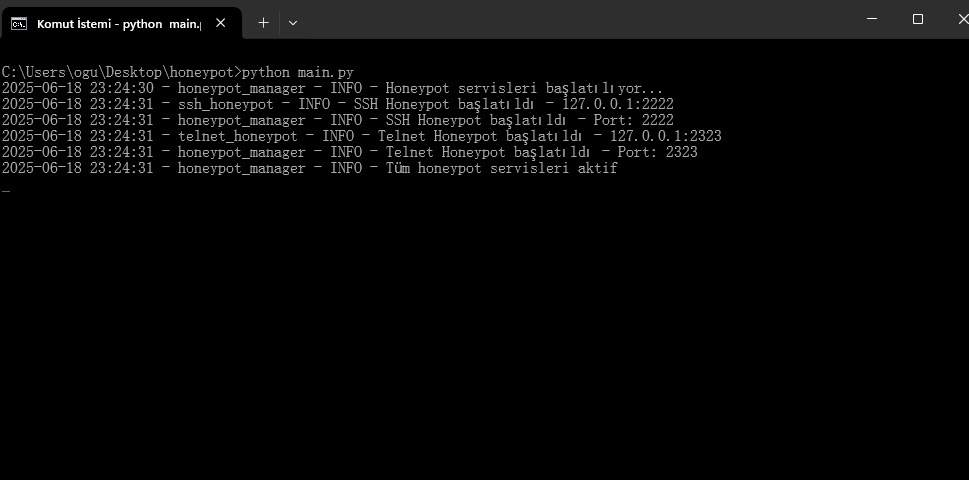 Komut İstemi - python main.p
C:\Users\ogu\Desktop\honeypot>python main.py
2025-06-18 23:24:30 - honeypot_manager - INFO - Honeypot servisleri başlatılıyor...
2025-06-18 23:24:31 - ssh_honeypot - INFO - SSH Honeypot başlatıldı - 127.0.0.1:2222
2025-06-18 23:24:31 - honeypot_manager - INFO - SSH Honeypot başlatıldı - Port: 2222
2025-06-18 23:24:31 - telnet_honeypot - INFO - Telnet Honeypot başlatıldı - 127.0.0.1:2323
2025-06-18 23:24:31 - honeypot_manager - INFO - Telnet Honeypot başlatıldı - Port: 2323
2025-06-18 23:24:31 - honeypot_manager - INFO - Tüm honeypot servisleri aktif